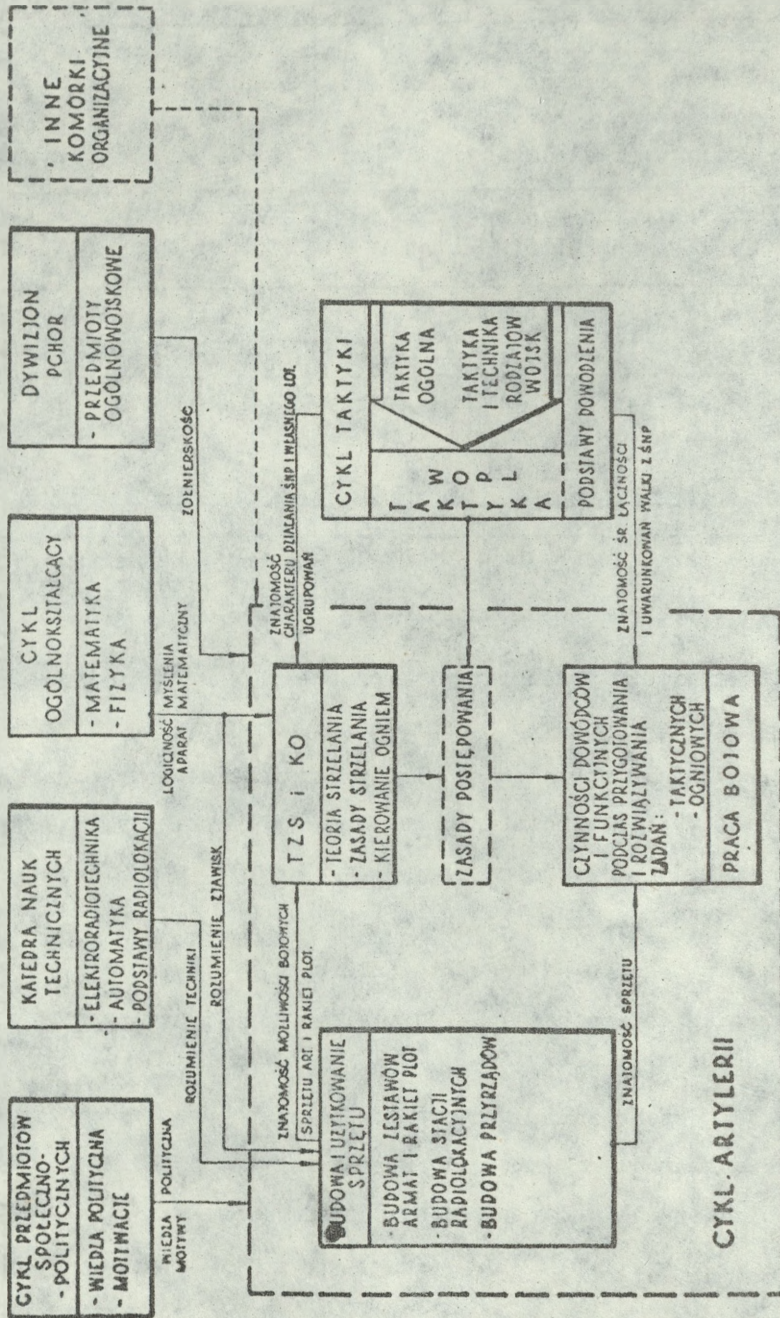 CYKL PRZEDMIOTÓW
SPOŁECZNO-
-POLITYCZNYCH
- WIEDZA POLITYCZNA
- MOTYWACJE
KATEDRA NAUK
TECHNICZNYCH
- ELEKTRORADIOTECHNIKA
- AUTOMATYKA
- PODSTAWY RADIOLOKACJI
CYKL
OGÓLNOKSZTAŁCĄCY
- MATEMATYKA
- FIZYKA
DYWIZJON
PCHOR
- PRZEDMIOTY
OGÓLNOWOJSKOWE
INNE
KOMÓRKI
ORGANIZACYJNE
WIEDZA POLITYCZNA
MOTYWY
ROZUMIENIE TECHNIKI
ROZUMIENIE ZJAWISK
LOGICZNOŚĆ MYŚLENIA
APARAT MATEMATYCZNY
ŻOŁNIERSKOŚĆ
BUDOWA I UŻYTKOWANIE
SPRZĘTU
- BUDOWA ZESTAWÓW
ARMAT I RAKIET PLOT
- BUDOWA STACJI
RADIOLOKACYJNYCH
- BUDOWA PRZYRZĄDÓW
ZNAJOMOŚĆ MOŻLIWOŚCI BOJOWYCH
SPRZĘTU ART I RAKIET PLOT.
TZS i KO
- TEORIA STRZELANIA
- ZASADY STRZELANIA
- KIEROWANIE OGNIEM
ZNAJOMOŚĆ
CHARAKTERU DZIAŁANIA ŚNP I WŁASNEGO LOT.
UGRUPOWAŃ
CYKL TAKTYKI
TAKTYKA
WOPL
TAKTYKA
OGÓLNA
TAKTYKA
I TECHNIKA
RODZAJÓW
WOJSK
PODSTAWY DOWODZENIA
ZASADY POSTĘPOWANIA
ZNAJOMOŚĆ SPRZĘTU
CZYNNOŚCI DOWÓDCÓW
I FUNKCYJNYCH
PODCZAS PRZYGOTOWANIA
I ROZWIĄZYWANIA
ZADAŃ:
- TAKTYCZNYCH
- OGNIOWYCH
PRACA BOJOWA
ZNAJOMOŚĆ ŚR. ŁĄCZNOŚCI
I UWARUNKOWAŃ WALKI Z ŚNP
CYKL ARTYLERII